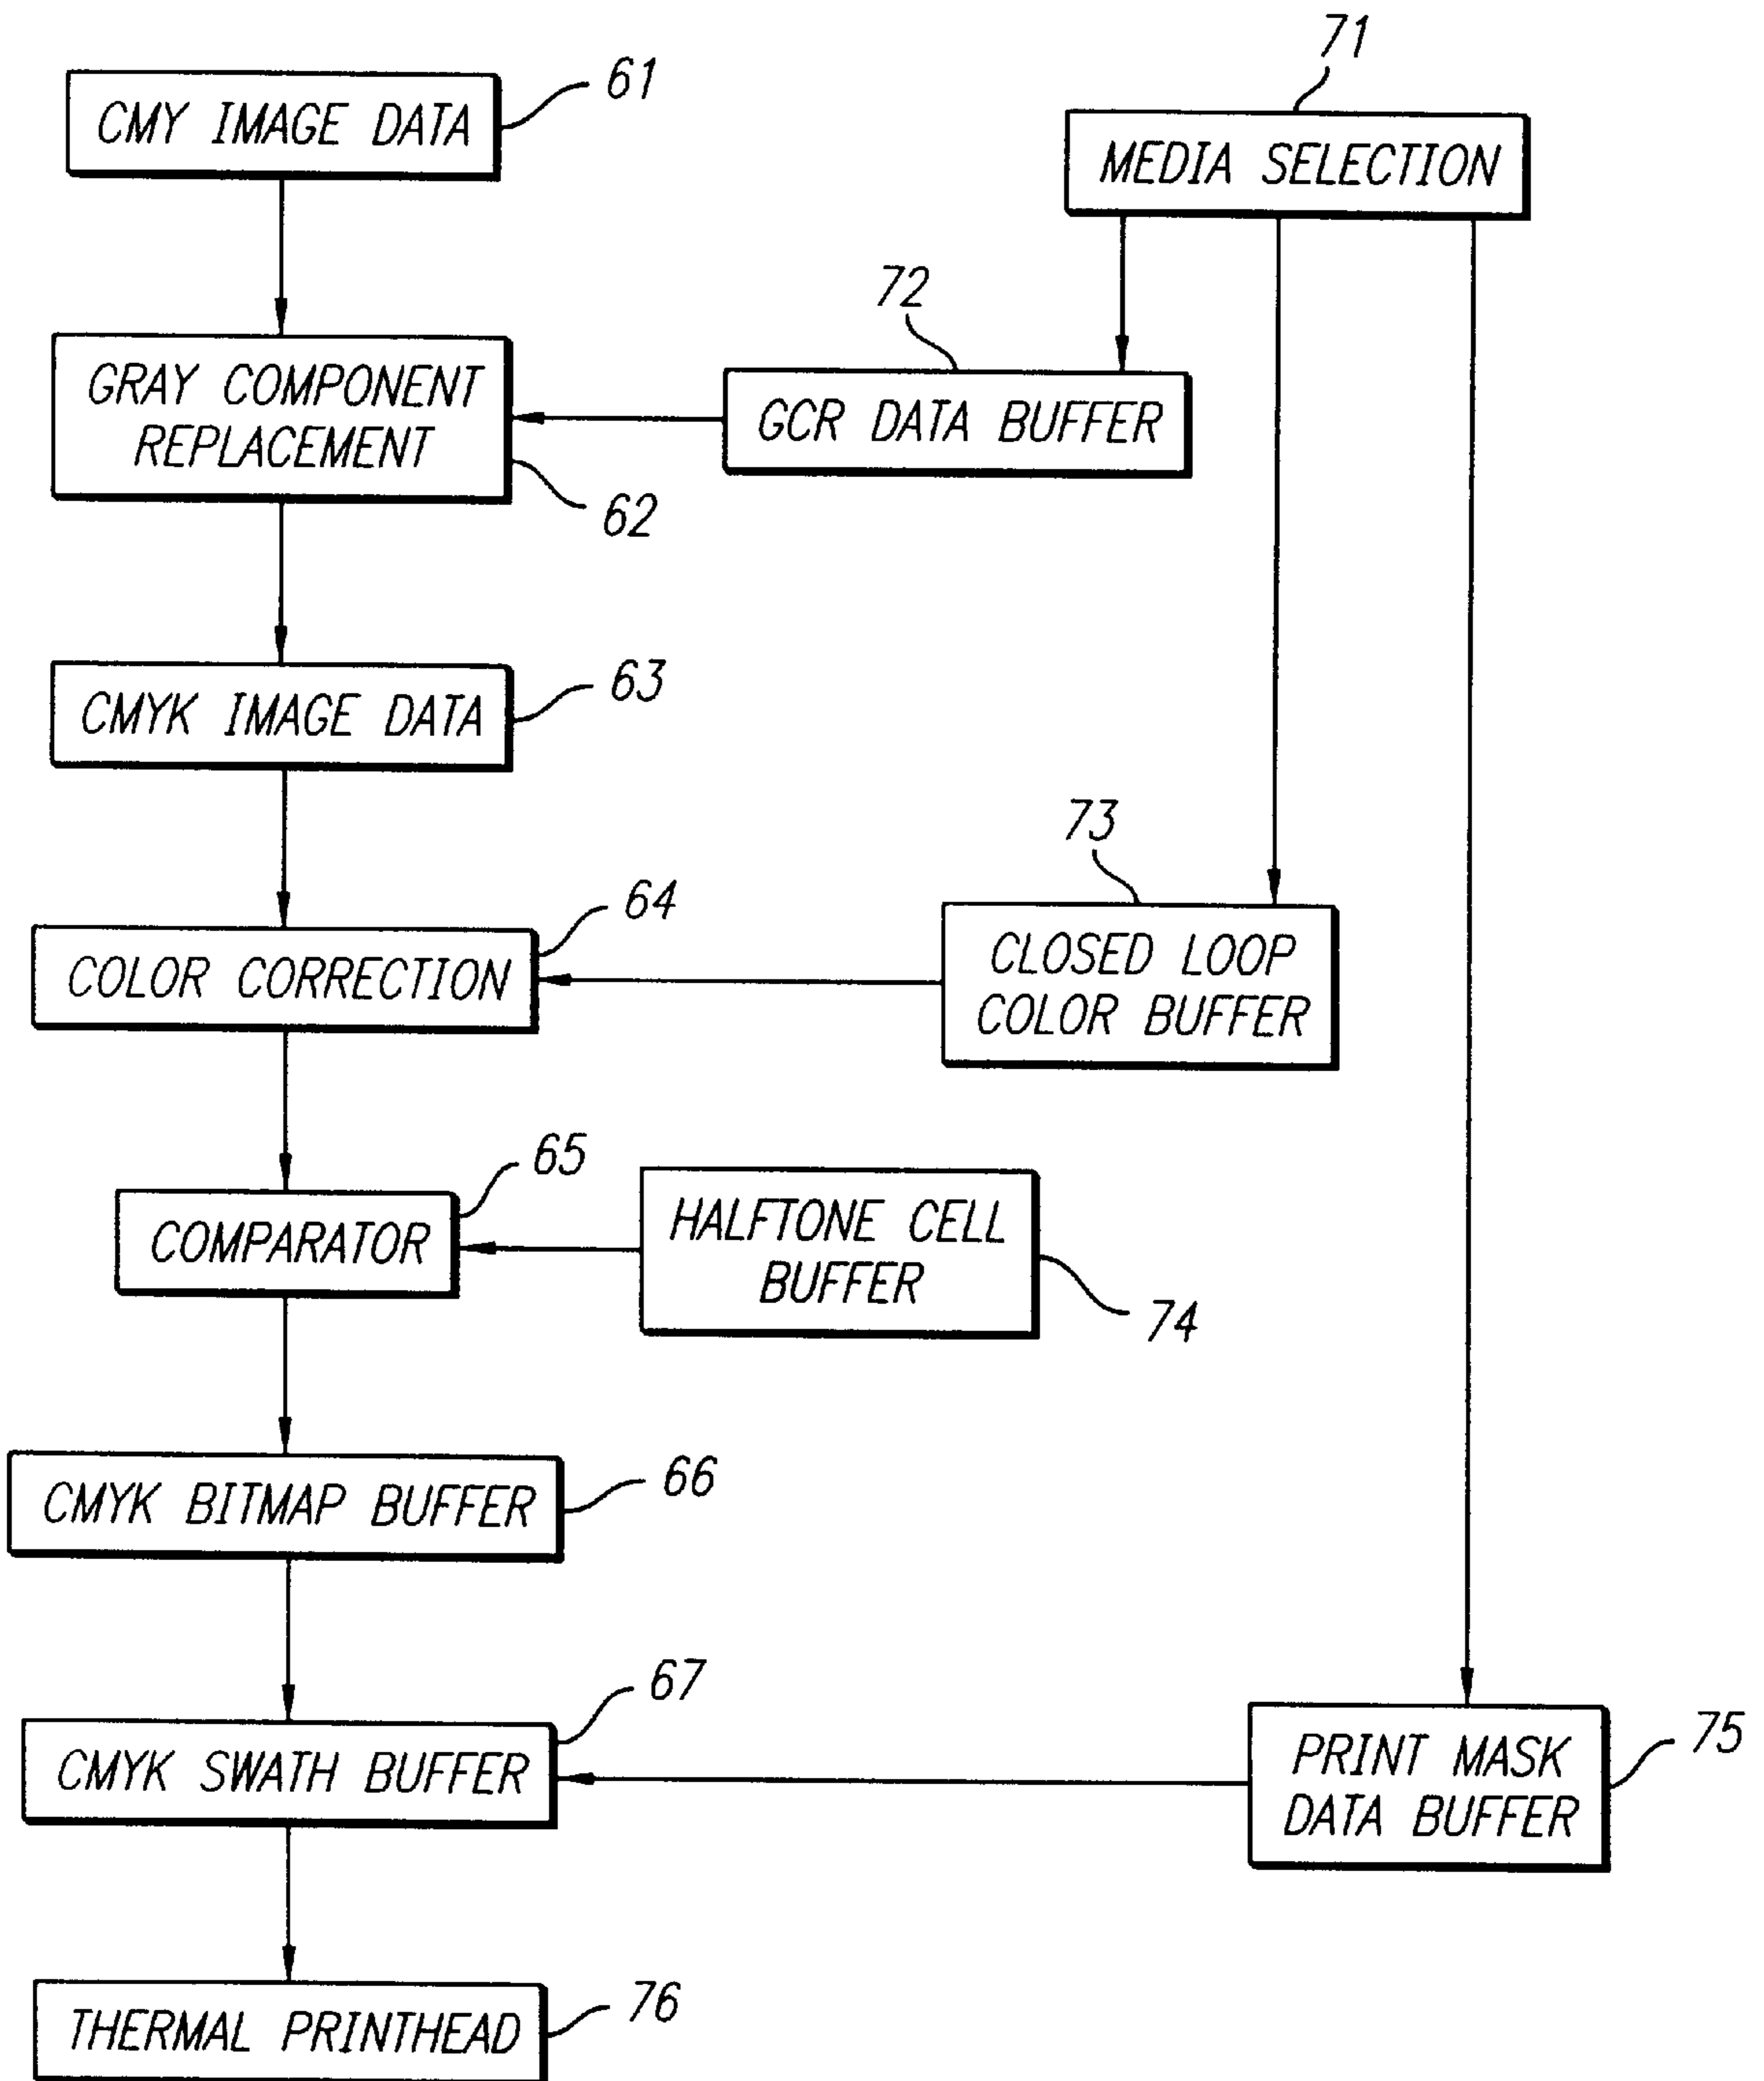 71
61
CMY IMAGE DATA
MEDIA SELECTION
72
GRAY COMPONENT
REPLACEMENT
GCR DATA BUFFER
62
63
CMYK IMAGE DATA
73
64
COLOR CORRECTION
CLOSED LOOP
COLOR BUFFER
65
COMPARATOR
HALFTONE CELL
BUFFER
74
66
CMYK BITMAP BUFFER
67
CMYK SWATH BUFFER
PRINT MASK
DATA BUFFER
75
76
THERMAL PRINTHEAD